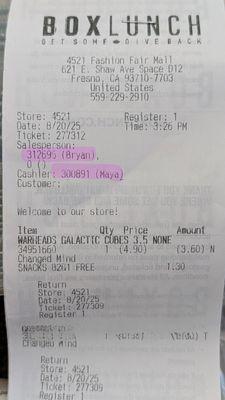 BOXLUNCH
GET SOME GIVE BACK
4521 Fashion Fair Mall
621 E. Shaw Ave Space D12
Fresno, CA 93710-7703
United States
559-229-2910
Store: 4521 Register: 1
Date: 8/20/25 Time: 3:26 PM
Ticket: 277312
Salesperson:
312695 (Bryan),
0 ()
Cashier: 300891 (Maya)
Customer:
Welcome to our store!
Item Qty Price Amount
WARHEADS GALACTIC CUBES 3.5 NONE
34951660 1 (4.90) (3.60) N
Changed Mind
SNACKS B2G1 FREE 1.30
Return
Store: 4521
Date: 8/20/25
Ticket: 277309
Register 1
Changed Mind
Return
Store: 4521
Date: 8/20/25
Ticket: 277309
Register 1